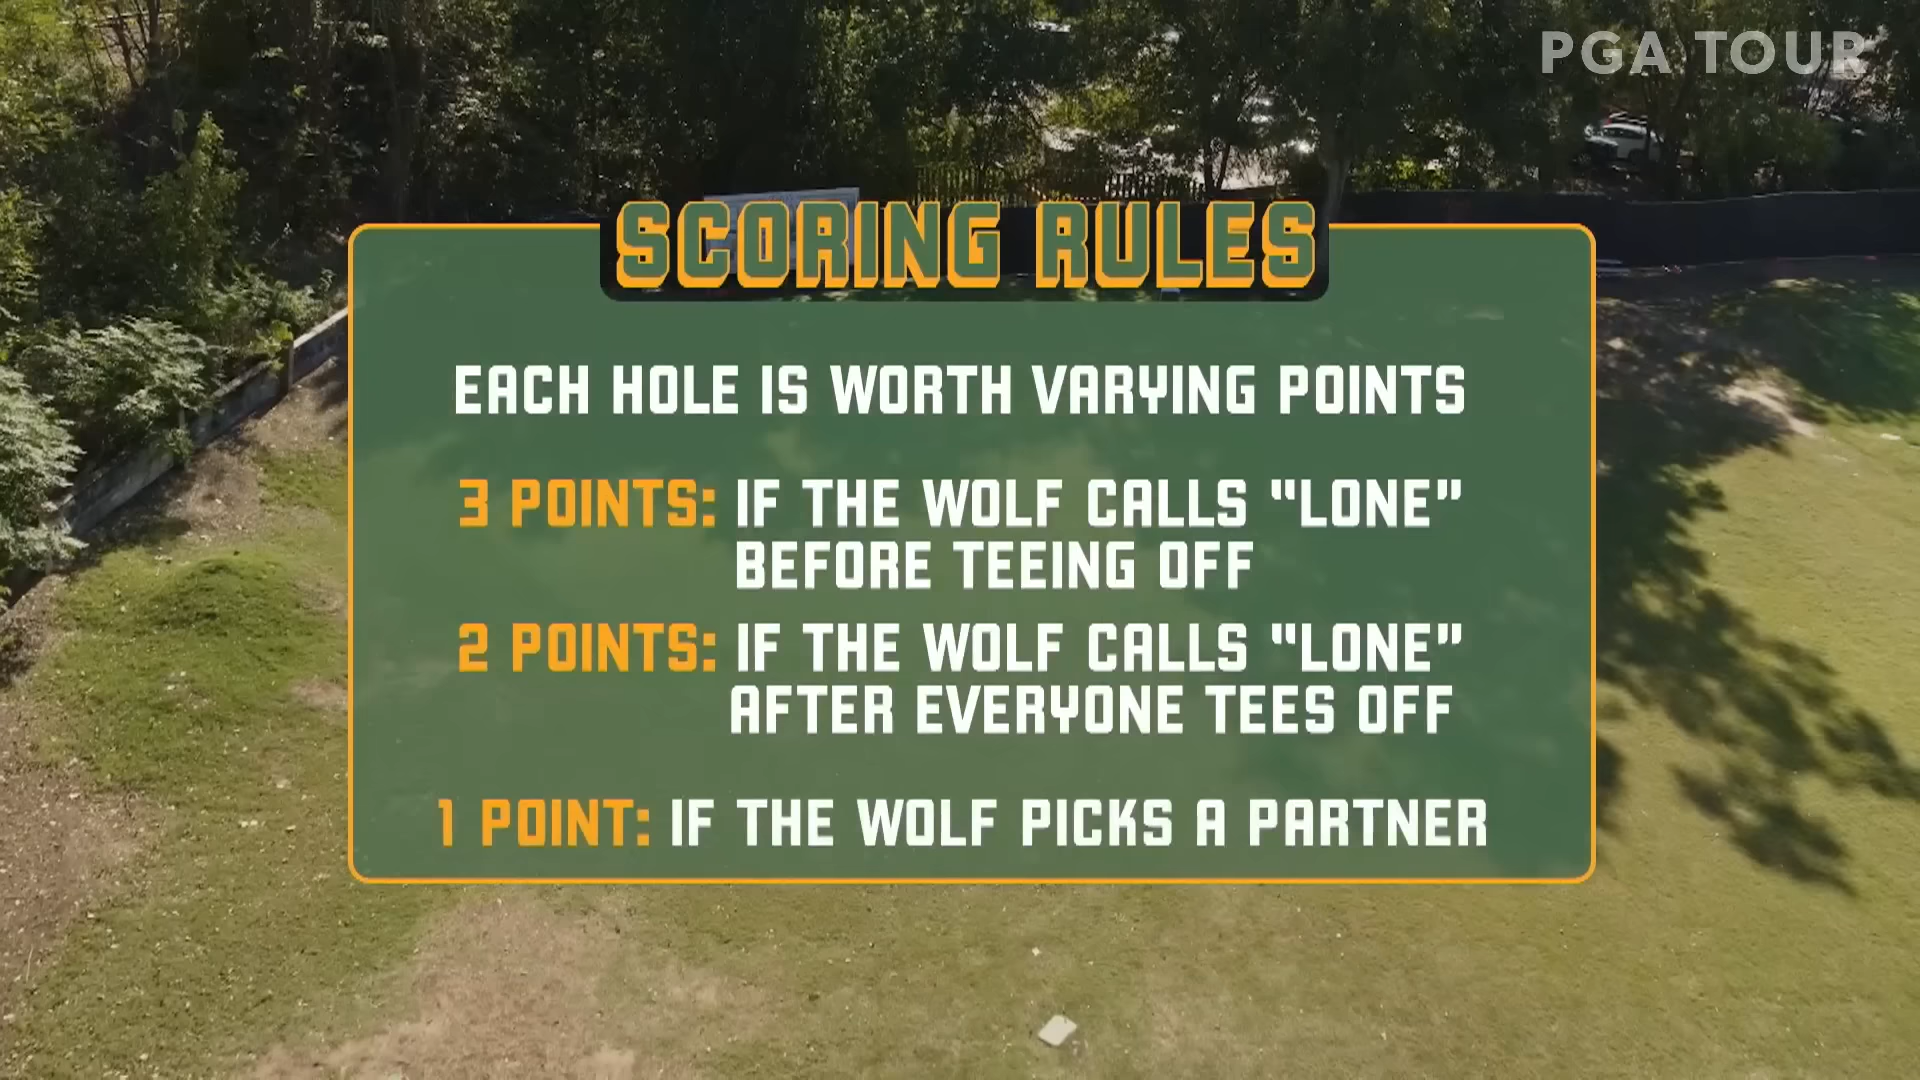 PGA TOUR
SCORING RULES
EACH HOLE IS WORTH VARYING POINTS
3 POINTS: IF THE WOLF CALLS "LONE"
BEFORE TEEING OFF
2 POINTS: IF THE WOLF CALLS "LONE"
AFTER EVERYONE TEES OFF
1 POINT: IF THE WOLF PICKS A PARTNER